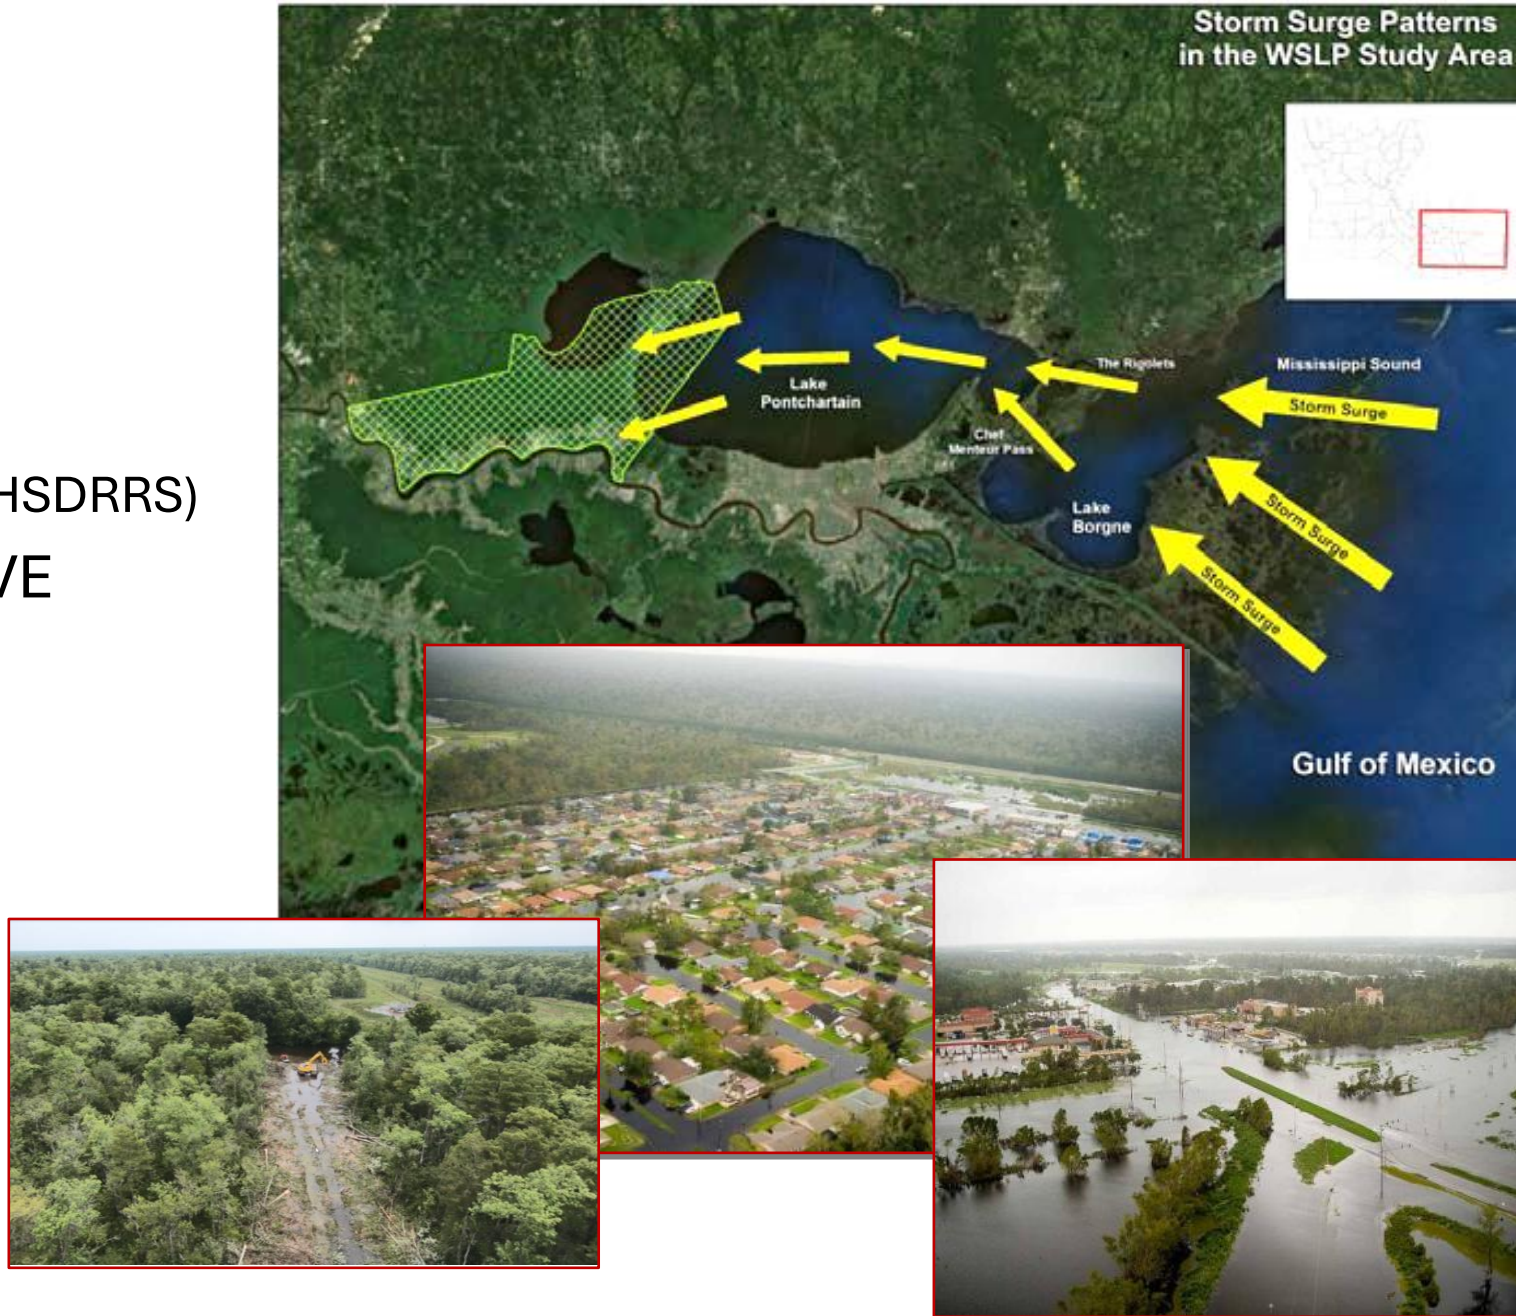 Storm Surge Patterns
in the WSLP Study Area
HSDRRS)
VE
The Rigolets
Mississippi Sound
Storm Surge
Lake
Pontchartain
Chef
Menteur Pass
Storm Surge
Lake
Borgne
Storm Surge
Gulf of Mexico